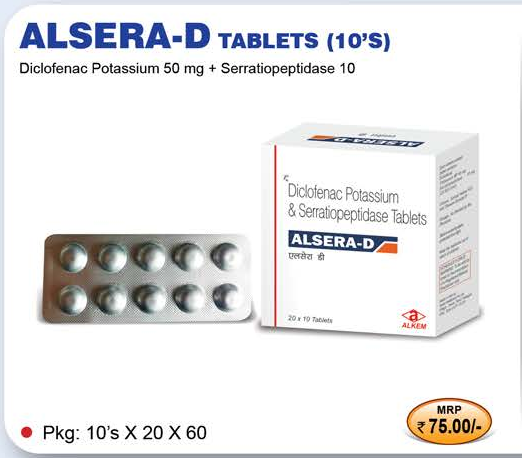 ALSERA-D TABLETS (10'S)
Diclofenac Potassium 50 mg + Serratiopeptidase 10
Diclofenac Potassium
& Serratiopeptidase Tablets
ALSERA-D
एलसेरा डी
20 x 10 Tablets
ALKEM
Pkg: 10's X 20 X 60
MRP
₹ 75.00/-